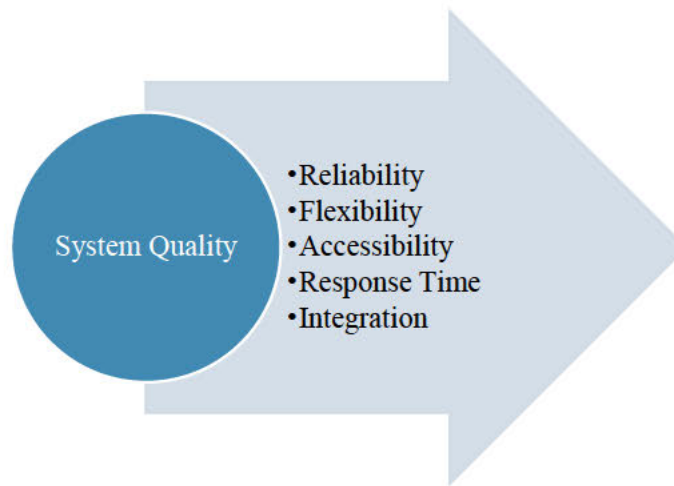 System Quality
•Reliability
•Flexibility
•Accessibility
•Response Time
•Integration